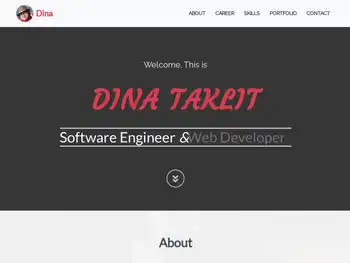 Dina
ABOUT CAREER SKILLS PORTFOLIO CONTACT
Welcome, This is
DINA TAKLIT
Software Engineer & Web Developer
About